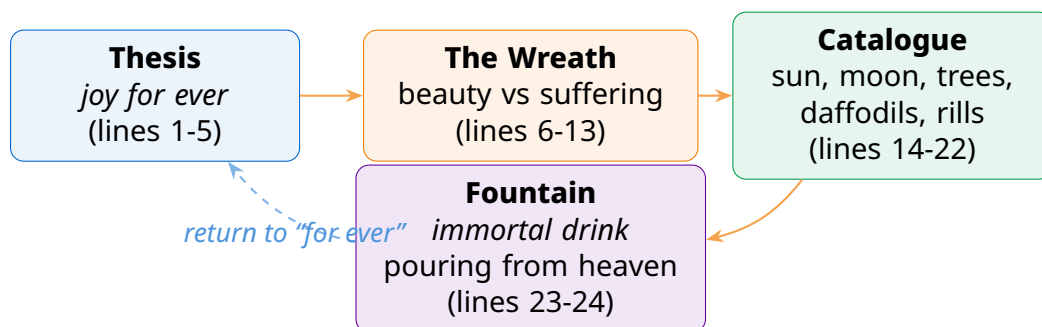 Thesis
joy for ever
(lines 1-5)
The Wreath
beauty vs suffering
(lines 6-13)
Catalogue
sun, moon, trees,
daffodils, rills
(lines 14-22)
Fountain
immortal drink
pouring from heaven
(lines 23-24)
return to “for ever”